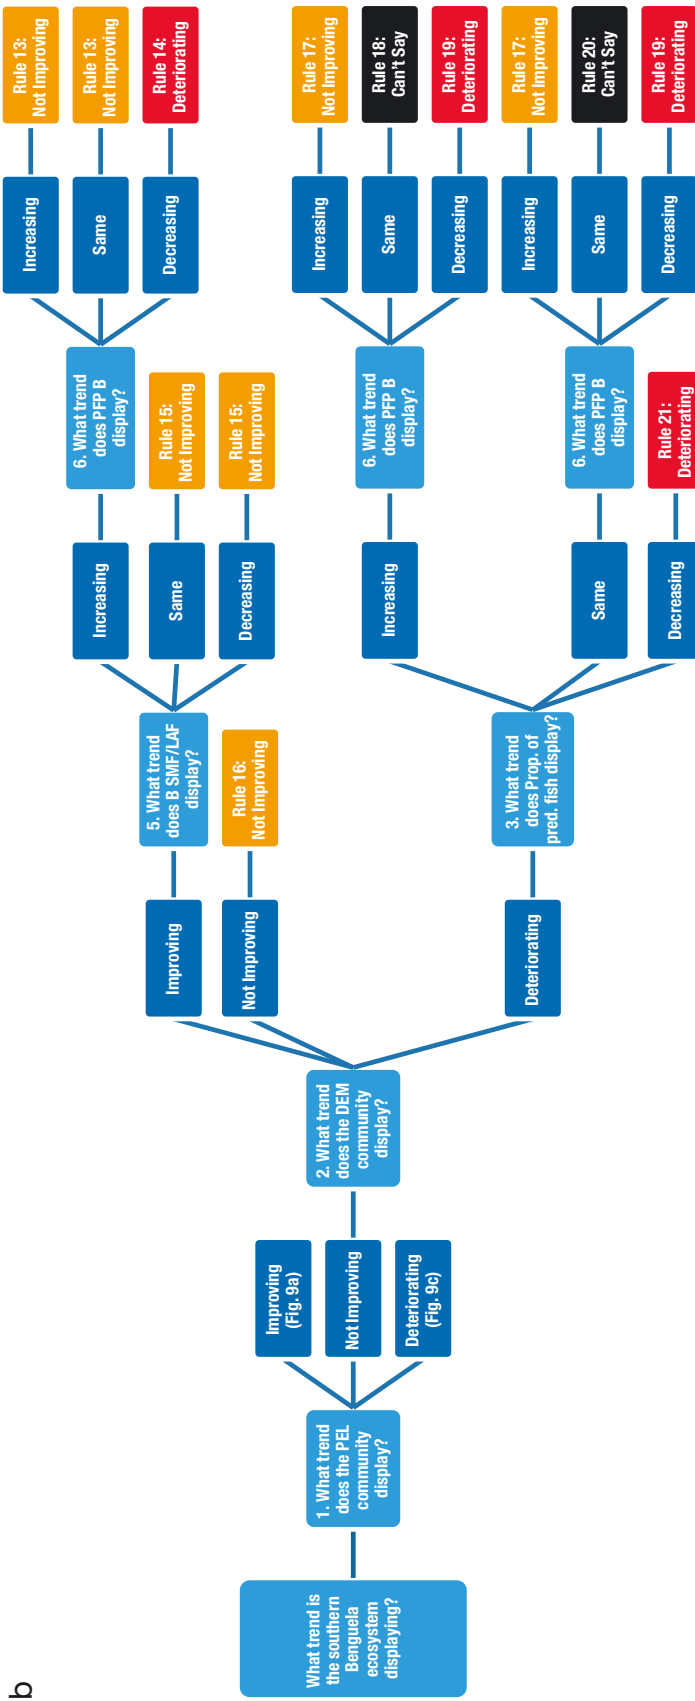 b
What trend is
the southern
Benguela
ecosystem
displaying?
1. What trend
does the PEL
community
display?
Improving
(Fig. 9a)
Not Improving
Deteriorating
(Fig. 9c)
2. What trend
does the DEM
community
display?
Improving
Not Improving
Deteriorating
5. What trend
does B SMF/LAF
display?
Rule 16:
Not Improving
3. What trend
does Prop. of
pred. fish display?
Increasing
Same
Decreasing
Increasing
Same
Decreasing
6. What trend
does PFP B
display?
Rule 15:
Not Improving
Rule 15:
Not Improving
6. What trend
does PFP B
display?
6. What trend
does PFP B
display?
Rule 21:
Deteriorating
Increasing
Same
Decreasing
Increasing
Same
Decreasing
Increasing
Same
Decreasing
Rule 13:
Not Improving
Rule 13:
Not Improving
Rule 14:
Deteriorating
Rule 17:
Not Improving
Rule 18:
Can't Say
Rule 19:
Deteriorating
Rule 17:
Not Improving
Rule 20:
Can't Say
Rule 19:
Deteriorating